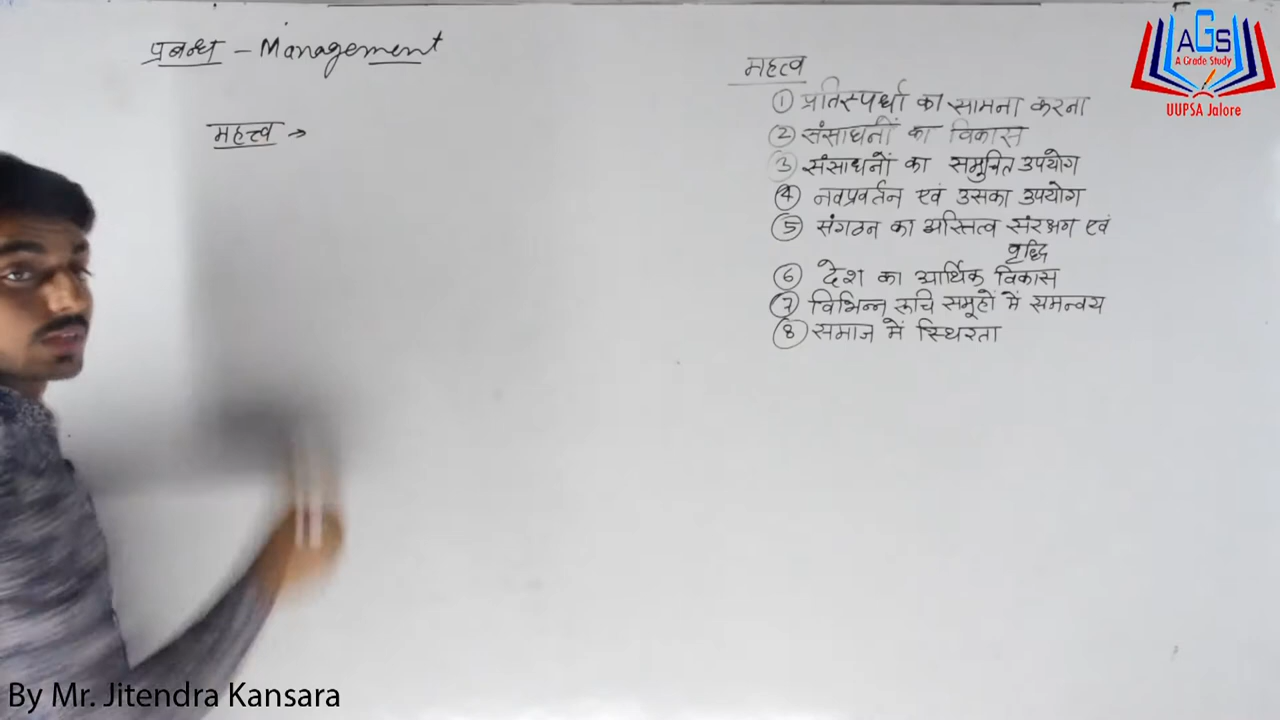 प्रबन्ध - Management
महत्त्व →
महत्व
① प्रतिस्पर्धा का सामना करना
② संसाधनों का विकास
③ संसाधनों का समुचित उपयोग
④ नवप्रवर्तन एवं उसका उपयोग
⑤ संगठन का अस्तित्व संरक्षण एवं
वृद्धि
⑥ देश का आर्थिक विकास
⑦ विभिन्न रूचि समूहों में समन्वय
⑧ समाज में स्थिरता
AGS
A Grade Study
UUPSA Jalore
By Mr. Jitendra Kansara